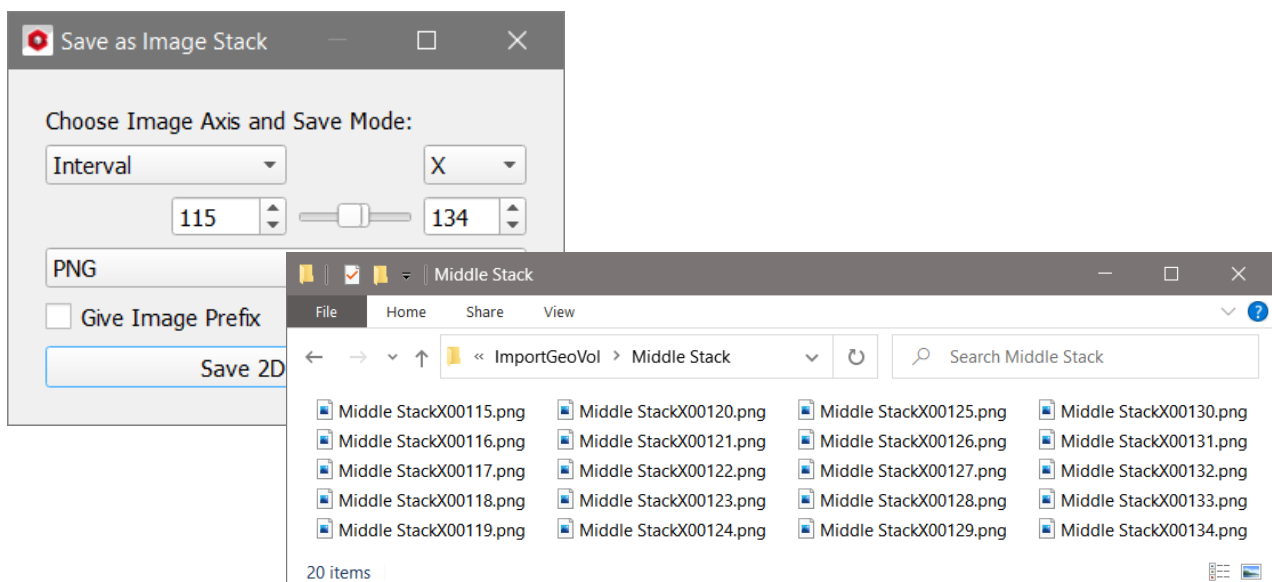 Save as Image Stack
Choose Image Axis and Save Mode:
Interval X
115 134
PNG
Give Image Prefix
Save 2D
Middle Stack
File Home Share View
« ImportGeoVol > Middle Stack Search Middle Stack
Middle StackX00115.png Middle StackX00120.png Middle StackX00125.png Middle StackX00130.png
Middle StackX00116.png Middle StackX00121.png Middle StackX00126.png Middle StackX00131.png
Middle StackX00117.png Middle StackX00122.png Middle StackX00127.png Middle StackX00132.png
Middle StackX00118.png Middle StackX00123.png Middle StackX00128.png Middle StackX00133.png
Middle StackX00119.png Middle StackX00124.png Middle StackX00129.png Middle StackX00134.png
20 items